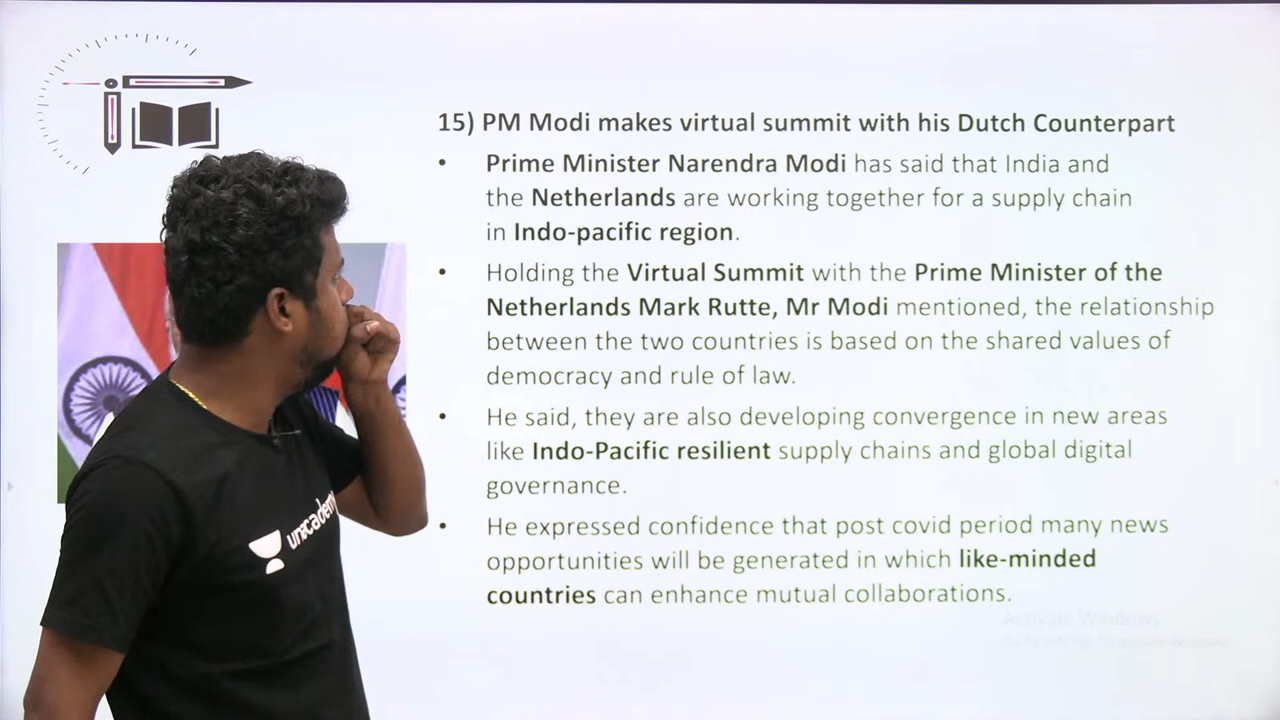 15) PM Modi makes virtual summit with his Dutch Counterpart
• Prime Minister Narendra Modi has said that India and
the Netherlands are working together for a supply chain
in Indo-pacific region.
• Holding the Virtual Summit with the Prime Minister of the
Netherlands Mark Rutte, Mr Modi mentioned, the relationship
between the two countries is based on the shared values of
democracy and rule of law.
• He said, they are also developing convergence in new areas
like Indo-Pacific resilient supply chains and global digital
governance.
• He expressed confidence that post covid period many news
opportunities will be generated in which like-minded
countries can enhance mutual collaborations.
Activate Windows
unacademy